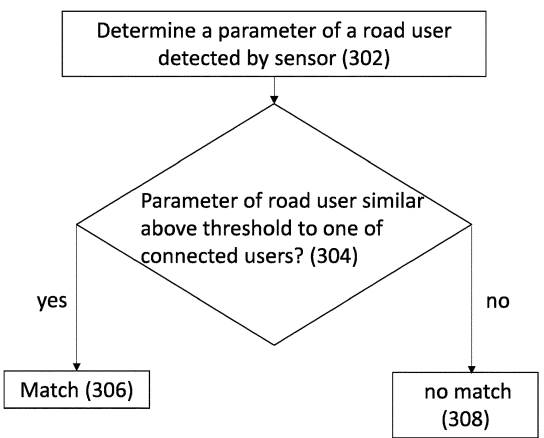 Determine a parameter of a road user
detected by sensor (302)
Parameter of road user similar
above threshold to one of
connected users? (304)
yes
no
Match (306)
no match
(308)